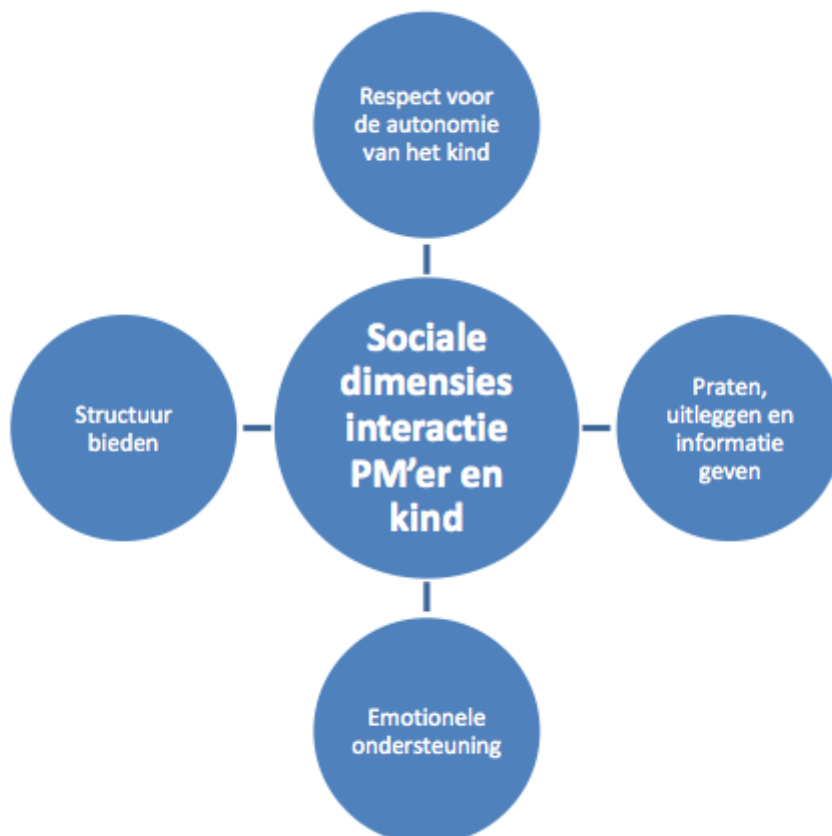 Respect voor
de autonomie
van het kind
Sociale
dimensies
interactie
PM'er en
kind
Structuur
bieden
Praten,
uitleggen en
informatie
geven
Emotionele
ondersteuning